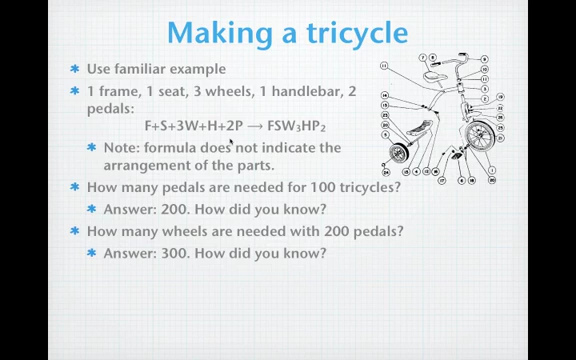 Making a tricycle
Use familiar example
1 frame, 1 seat, 3 wheels, 1 handlebar, 2
pedals:
F+S+3W+H+2P → FSW₃HP₂
Note: formula does not indicate the
arrangement of the parts.
How many pedals are needed for 100 tricycles?
Answer: 200. How did you know?
How many wheels are needed with 200 pedals?
Answer: 300. How did you know?